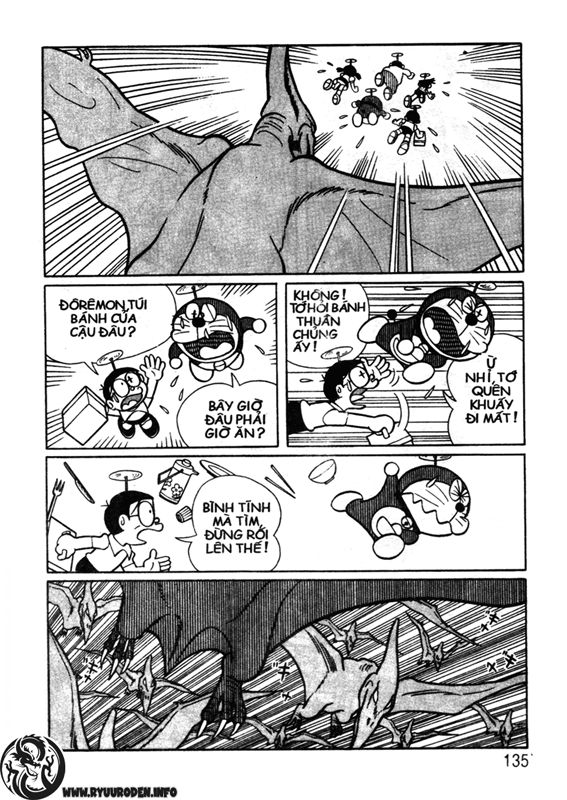 ĐÔRÊMON, TÚI
BÁNH CỦA
CẬU ĐÂU?
BÂY GIỜ
ĐÂU PHẢI
GIỜ ĂN?
KHÔNG!
TỚ HỎI BÁNH
THUẦN
CHỦNG
ẤY!
Ừ
NHỈ, TỚ
QUÊN
KHUẤY
ĐI MẤT!
BÌNH TĨNH
MÀ TÌM,
ĐỪNG RỐI
LÊN THẾ!
135
WWW.RYUURODEN.INFO